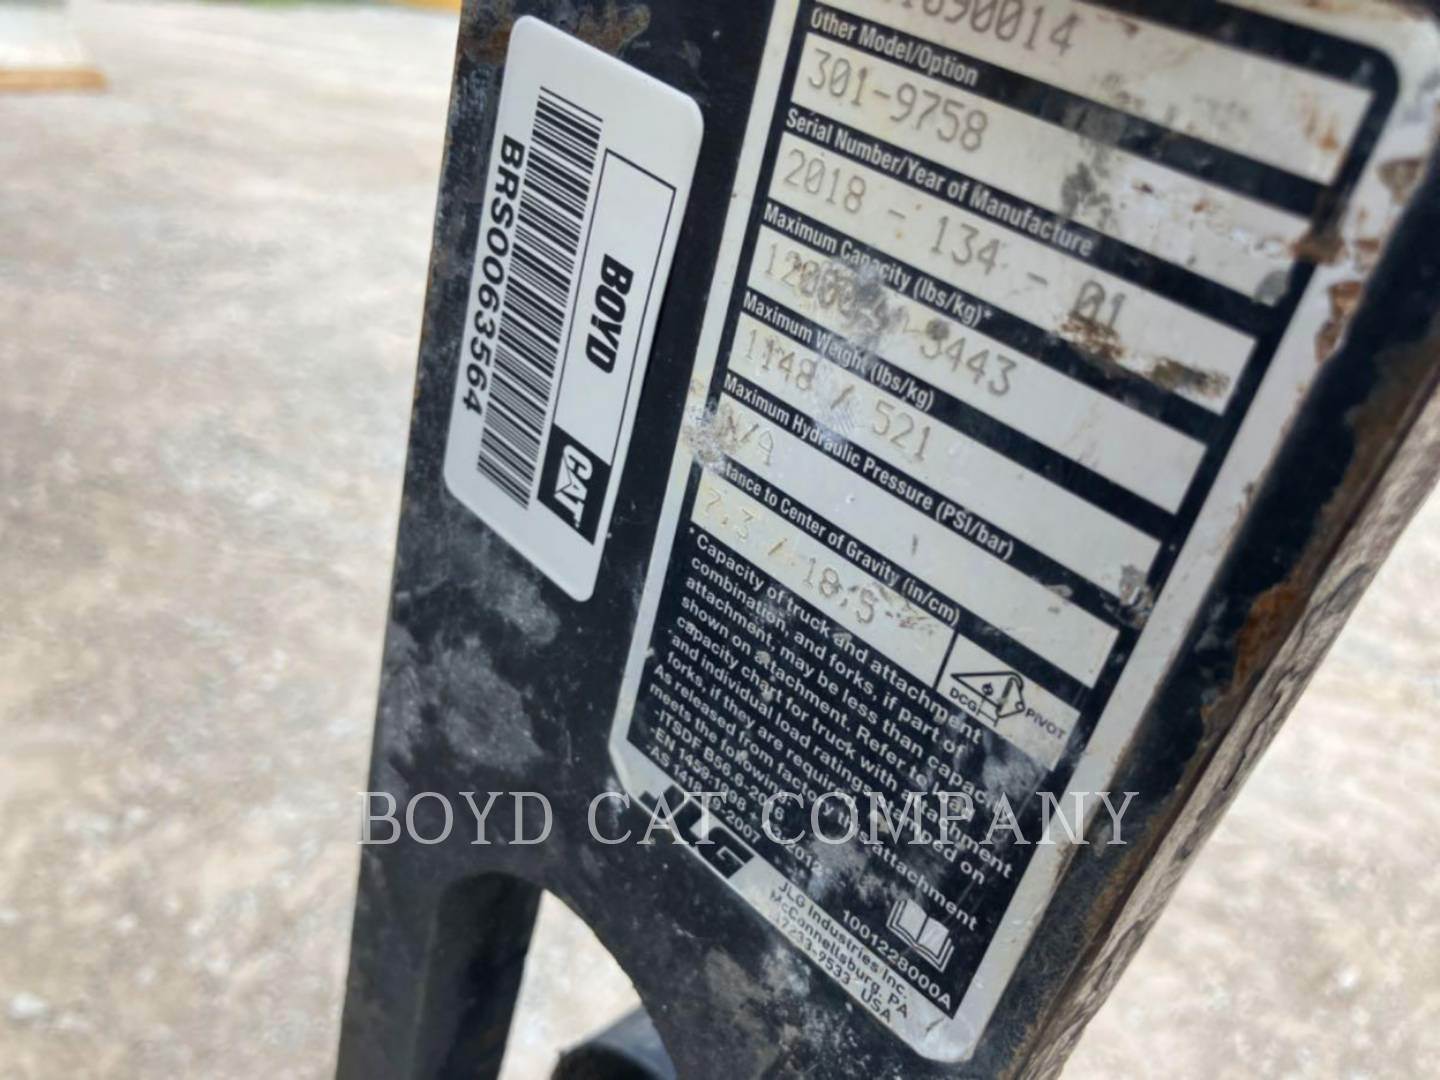 BRS0063564
BOYD
CAT
90014
Other Model/Option
301-9758
Serial Number/Year of Manufacture
2018 - 134 - 01
Maximum Capacity (lbs/kg)*
3443
Maximum Weight (lbs/kg)
1148 / 521
Maximum Hydraulic Pressure (PSI/bar)
N/A
Distance to Center of Gravity (in/cm)
7.3 / 18.5
DCG
PIVOT
* Capacity of truck and attachment
combination, and forks, if part of
attachment, may be less than capacity
shown on attachment. Refer to load
capacity chart for truck with attachment
and individual load ratings stamped on
forks, if they are required.
As released from factory this attachment
meets the following:
-ITSDF B56.6-2016
-EN 1459:1998
-AS 1418
JLG
1001228000A
JLG Industries Inc.
McConnellsburg, PA
17233-9533 USA
BOYD CAT COMPANY